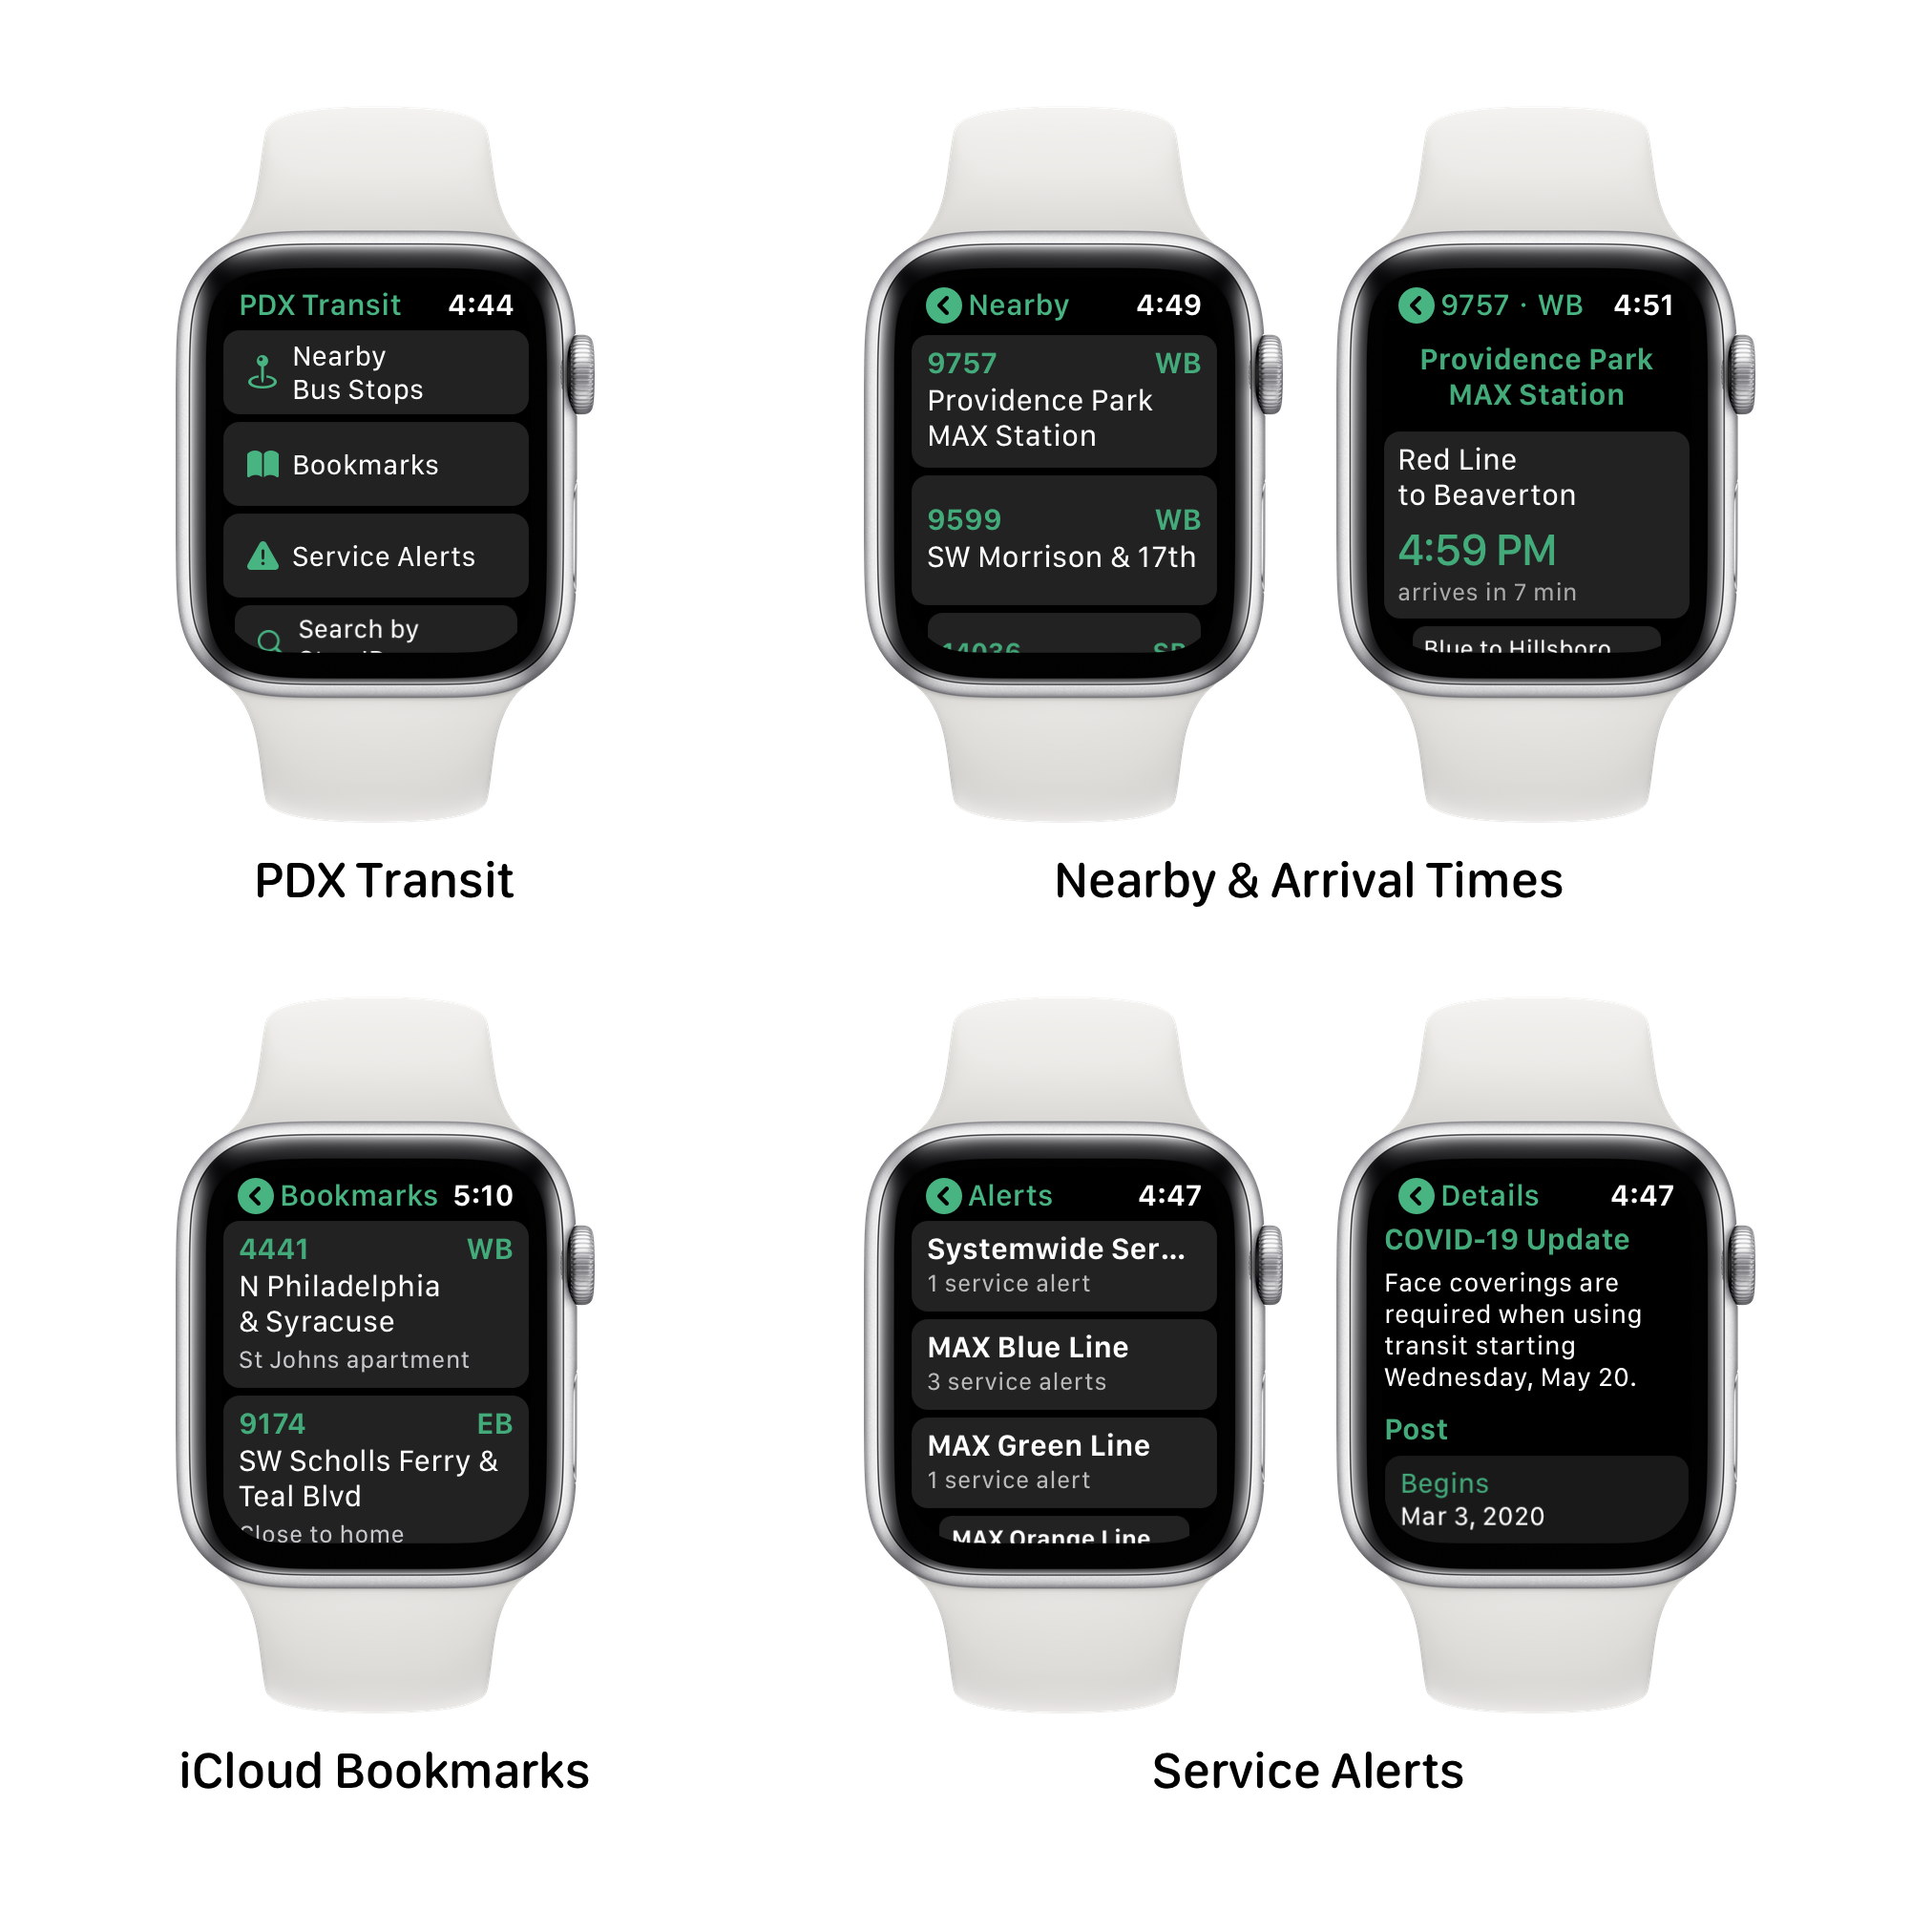 PDX Transit 4:44
Nearby
Bus Stops
Bookmarks
Service Alerts
Search by
Nearby 4:49
9757 WB
Providence Park
MAX Station
9599 WB
SW Morrison & 17th
14036 SB
9757 · WB 4:51
Providence Park
MAX Station
Red Line
to Beaverton
4:59 PM
arrives in 7 min
Blue to Hillsboro
PDX Transit
Nearby & Arrival Times
Bookmarks 5:10
4441 WB
N Philadelphia
& Syracuse
St Johns apartment
9174 EB
SW Scholls Ferry &
Teal Blvd
Close to home
Alerts 4:47
Systemwide Ser...
1 service alert
MAX Blue Line
3 service alerts
MAX Green Line
1 service alert
MAX Orange Line
Details 4:47
COVID-19 Update
Face coverings are
required when using
transit starting
Wednesday, May 20.
Post
Begins
Mar 3, 2020
iCloud Bookmarks
Service Alerts